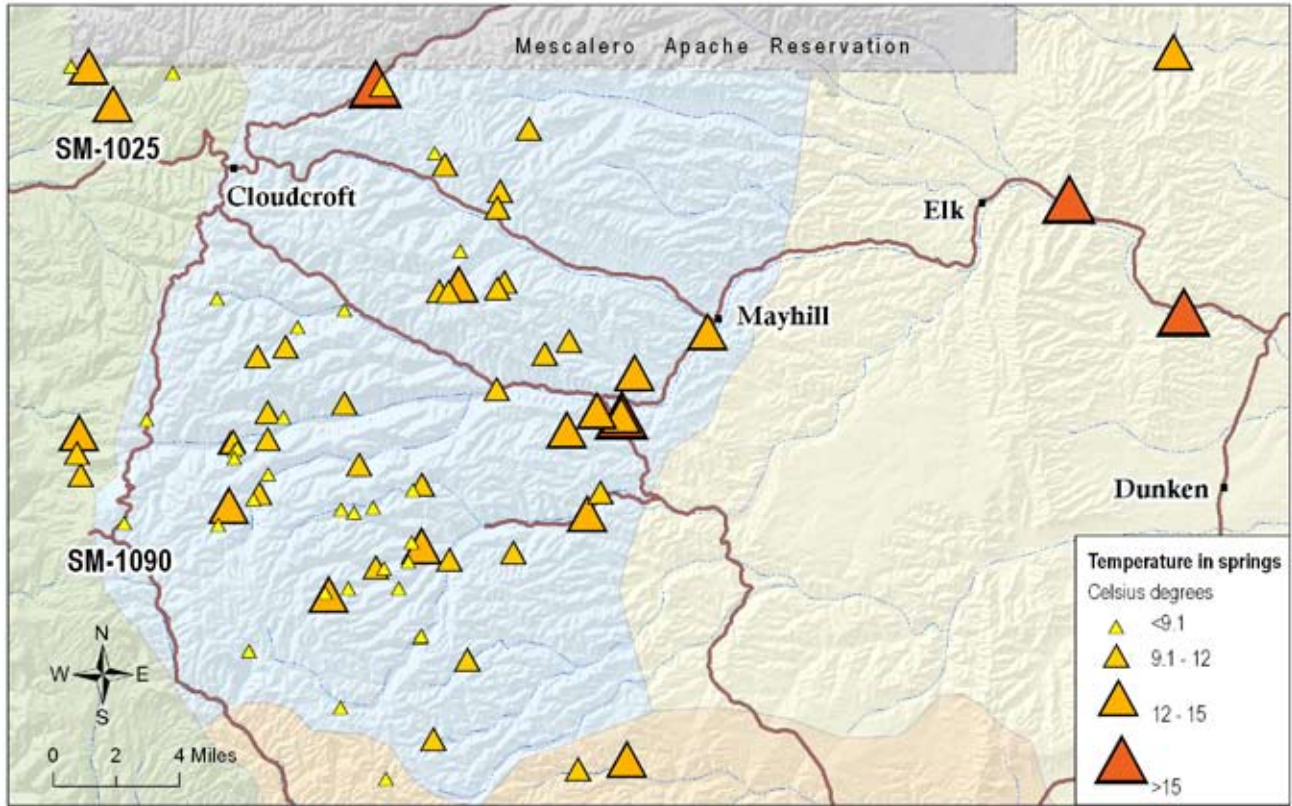 Mescalero Apache Reservation
SM-1025
Cloudcroft
Elk
Mayhill
Dunken
SM-1090
Temperature in springs
Celsius degrees
<9.1
9.1 - 12
12 - 15
>15
N
W E
S
0 2 4 Miles